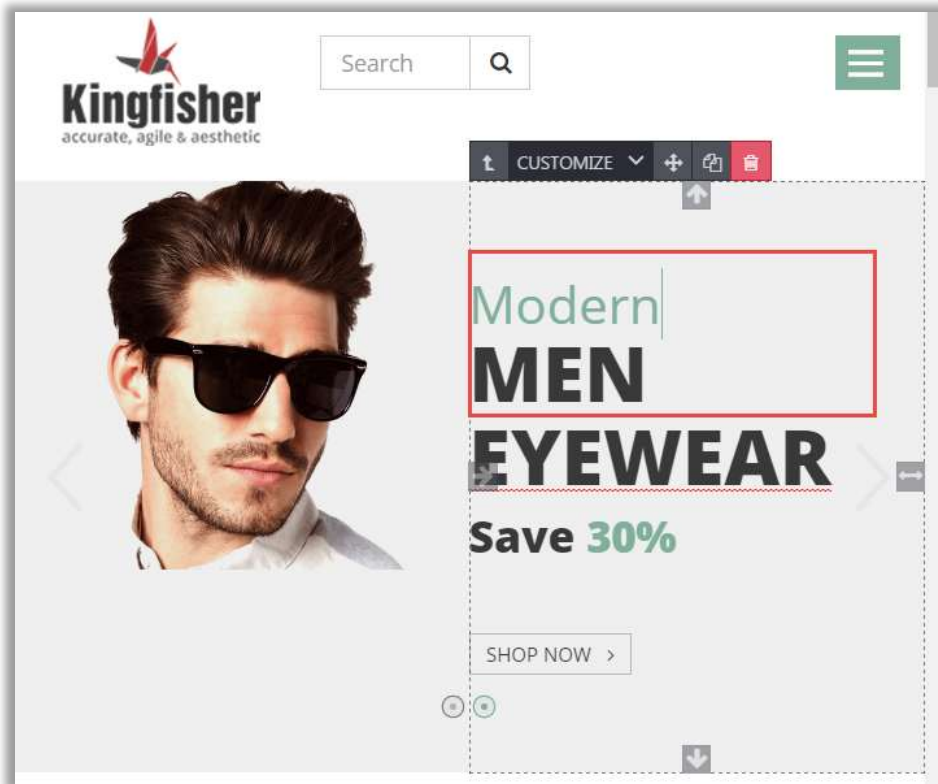 Kingfisher
accurate, agile & aesthetic
Search
CUSTOMIZE
Modern
MEN
EYEWEAR
Save 30%
SHOP NOW